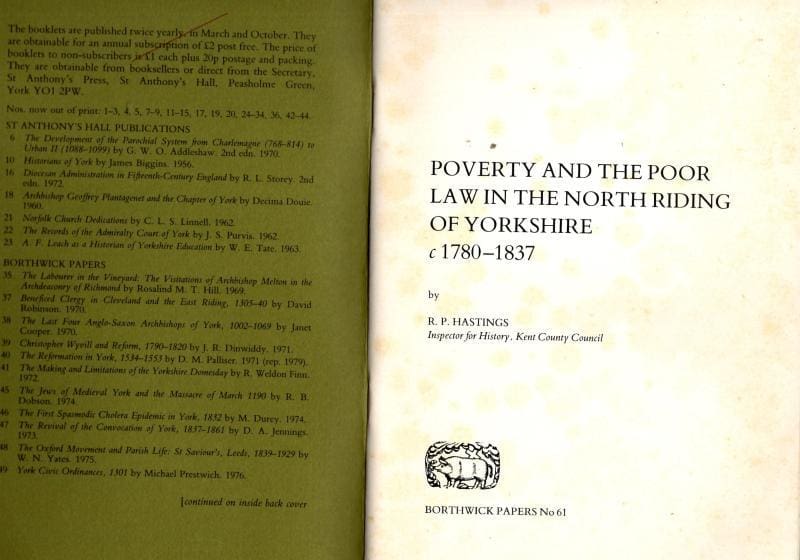 The booklets are published twice yearly, in March and October. They
are obtainable for an annual subscription of £2 post free. The price of
booklets to non-subscribers is £1 each plus 20p postage and packing.
They are obtainable from booksellers or direct from the Secretary,
St Anthony's Press, St Anthony's Hall, Peasholme Green,
York YO1 2PW.
Nos. now out of print: 1–3, 4, 5, 7–9, 11–15, 17, 19, 20, 24–34, 36, 42–44.
ST ANTHONY'S HALL PUBLICATIONS
6 The Development of the Parochial System from Charlemagne (768–814) to
Urban II (1088–1099) by G. W. O. Addleshaw. 2nd edn. 1970.
10 Historians of York by James Biggins. 1956.
16 Diocesan Administration in Fifteenth-Century England by R. L. Storey. 2nd
edn. 1972.
18 Archbishop Geoffrey Plantagenet and the Chapter of York by Decima Douie.
1960.
21 Norfolk Church Dedications by C. L. S. Linnell. 1962.
22 The Records of the Admiralty Court of York by J. S. Purvis. 1962.
23 A. F. Leach as a Historian of Yorkshire Education by W. E. Tate. 1963.
BORTHWICK PAPERS
35 The Labourer in the Vineyard: The Visitations of Archbishop Melton in the
Archdeaconry of Richmond by Rosalind M. T. Hill. 1969.
37 Beneficed Clergy in Cleveland and the East Riding, 1305–40 by David
Robinson. 1970.
38 The Last Four Anglo-Saxon Archbishops of York, 1002–1069 by Janet
Cooper. 1970.
39 Christopher Wyvill and Reform, 1790–1820 by J. R. Dinwiddy. 1971.
40 The Reformation in York, 1534–1553 by D. M. Palliser. 1971 (rep. 1979).
41 The Making and Limitations of the Yorkshire Domesday by R. Weldon Finn.
1972.
45 The Jews of Medieval York and the Massacre of March 1190 by R. B.
Dobson. 1974.
46 The First Spasmodic Cholera Epidemic in York, 1832 by M. Durey. 1974.
47 The Revival of the Convocation of York, 1837–1861 by D. A. Jennings.
1973.
48 The Oxford Movement and Parish Life: St Saviour's, Leeds, 1839–1929 by
W. N. Yates. 1975.
49 York Civic Ordinances, 1301 by Michael Prestwich. 1976.
[continued on inside back cover
POVERTY AND THE POOR
LAW IN THE NORTH RIDING
OF YORKSHIRE
c 1780–1837
by
R. P. HASTINGS
Inspector for History, Kent County Council
BORTHWICK PAPERS No 61